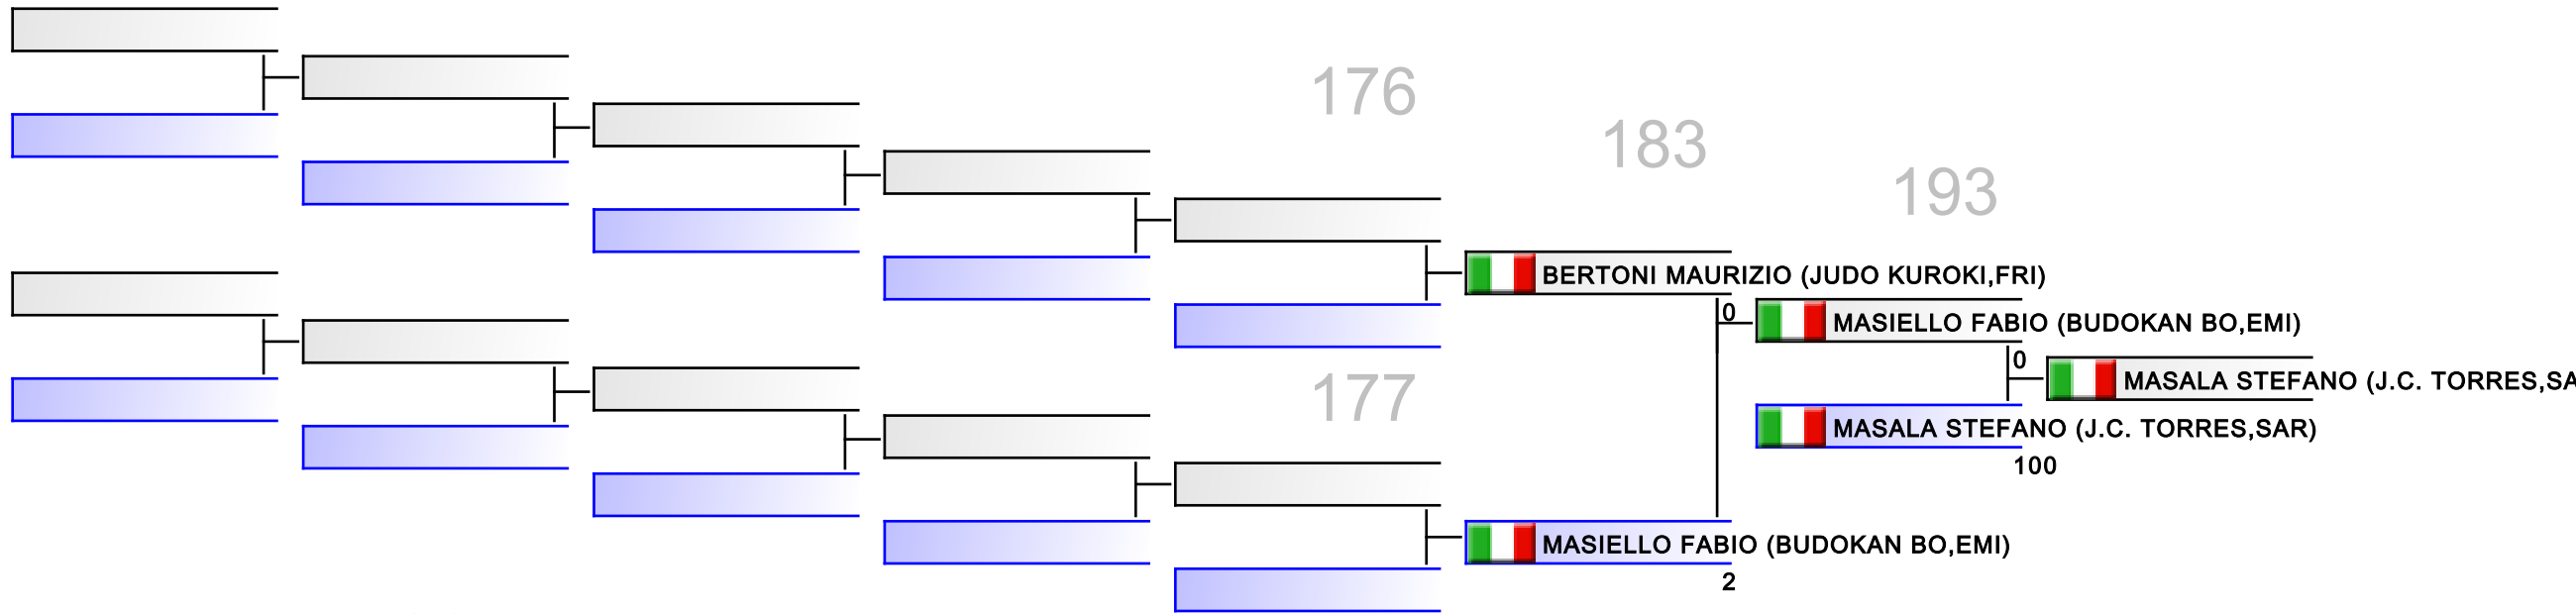 176
183
193
BERTONI MAURIZIO (JUDO KUROKI,FRI)
0
MASIELLO FABIO (BUDOKAN BO,EMI)
0
MASALA STEFANO (J.C. TORRES,SA
177
MASALA STEFANO (J.C. TORRES,SAR)
100
MASIELLO FABIO (BUDOKAN BO,EMI)
2